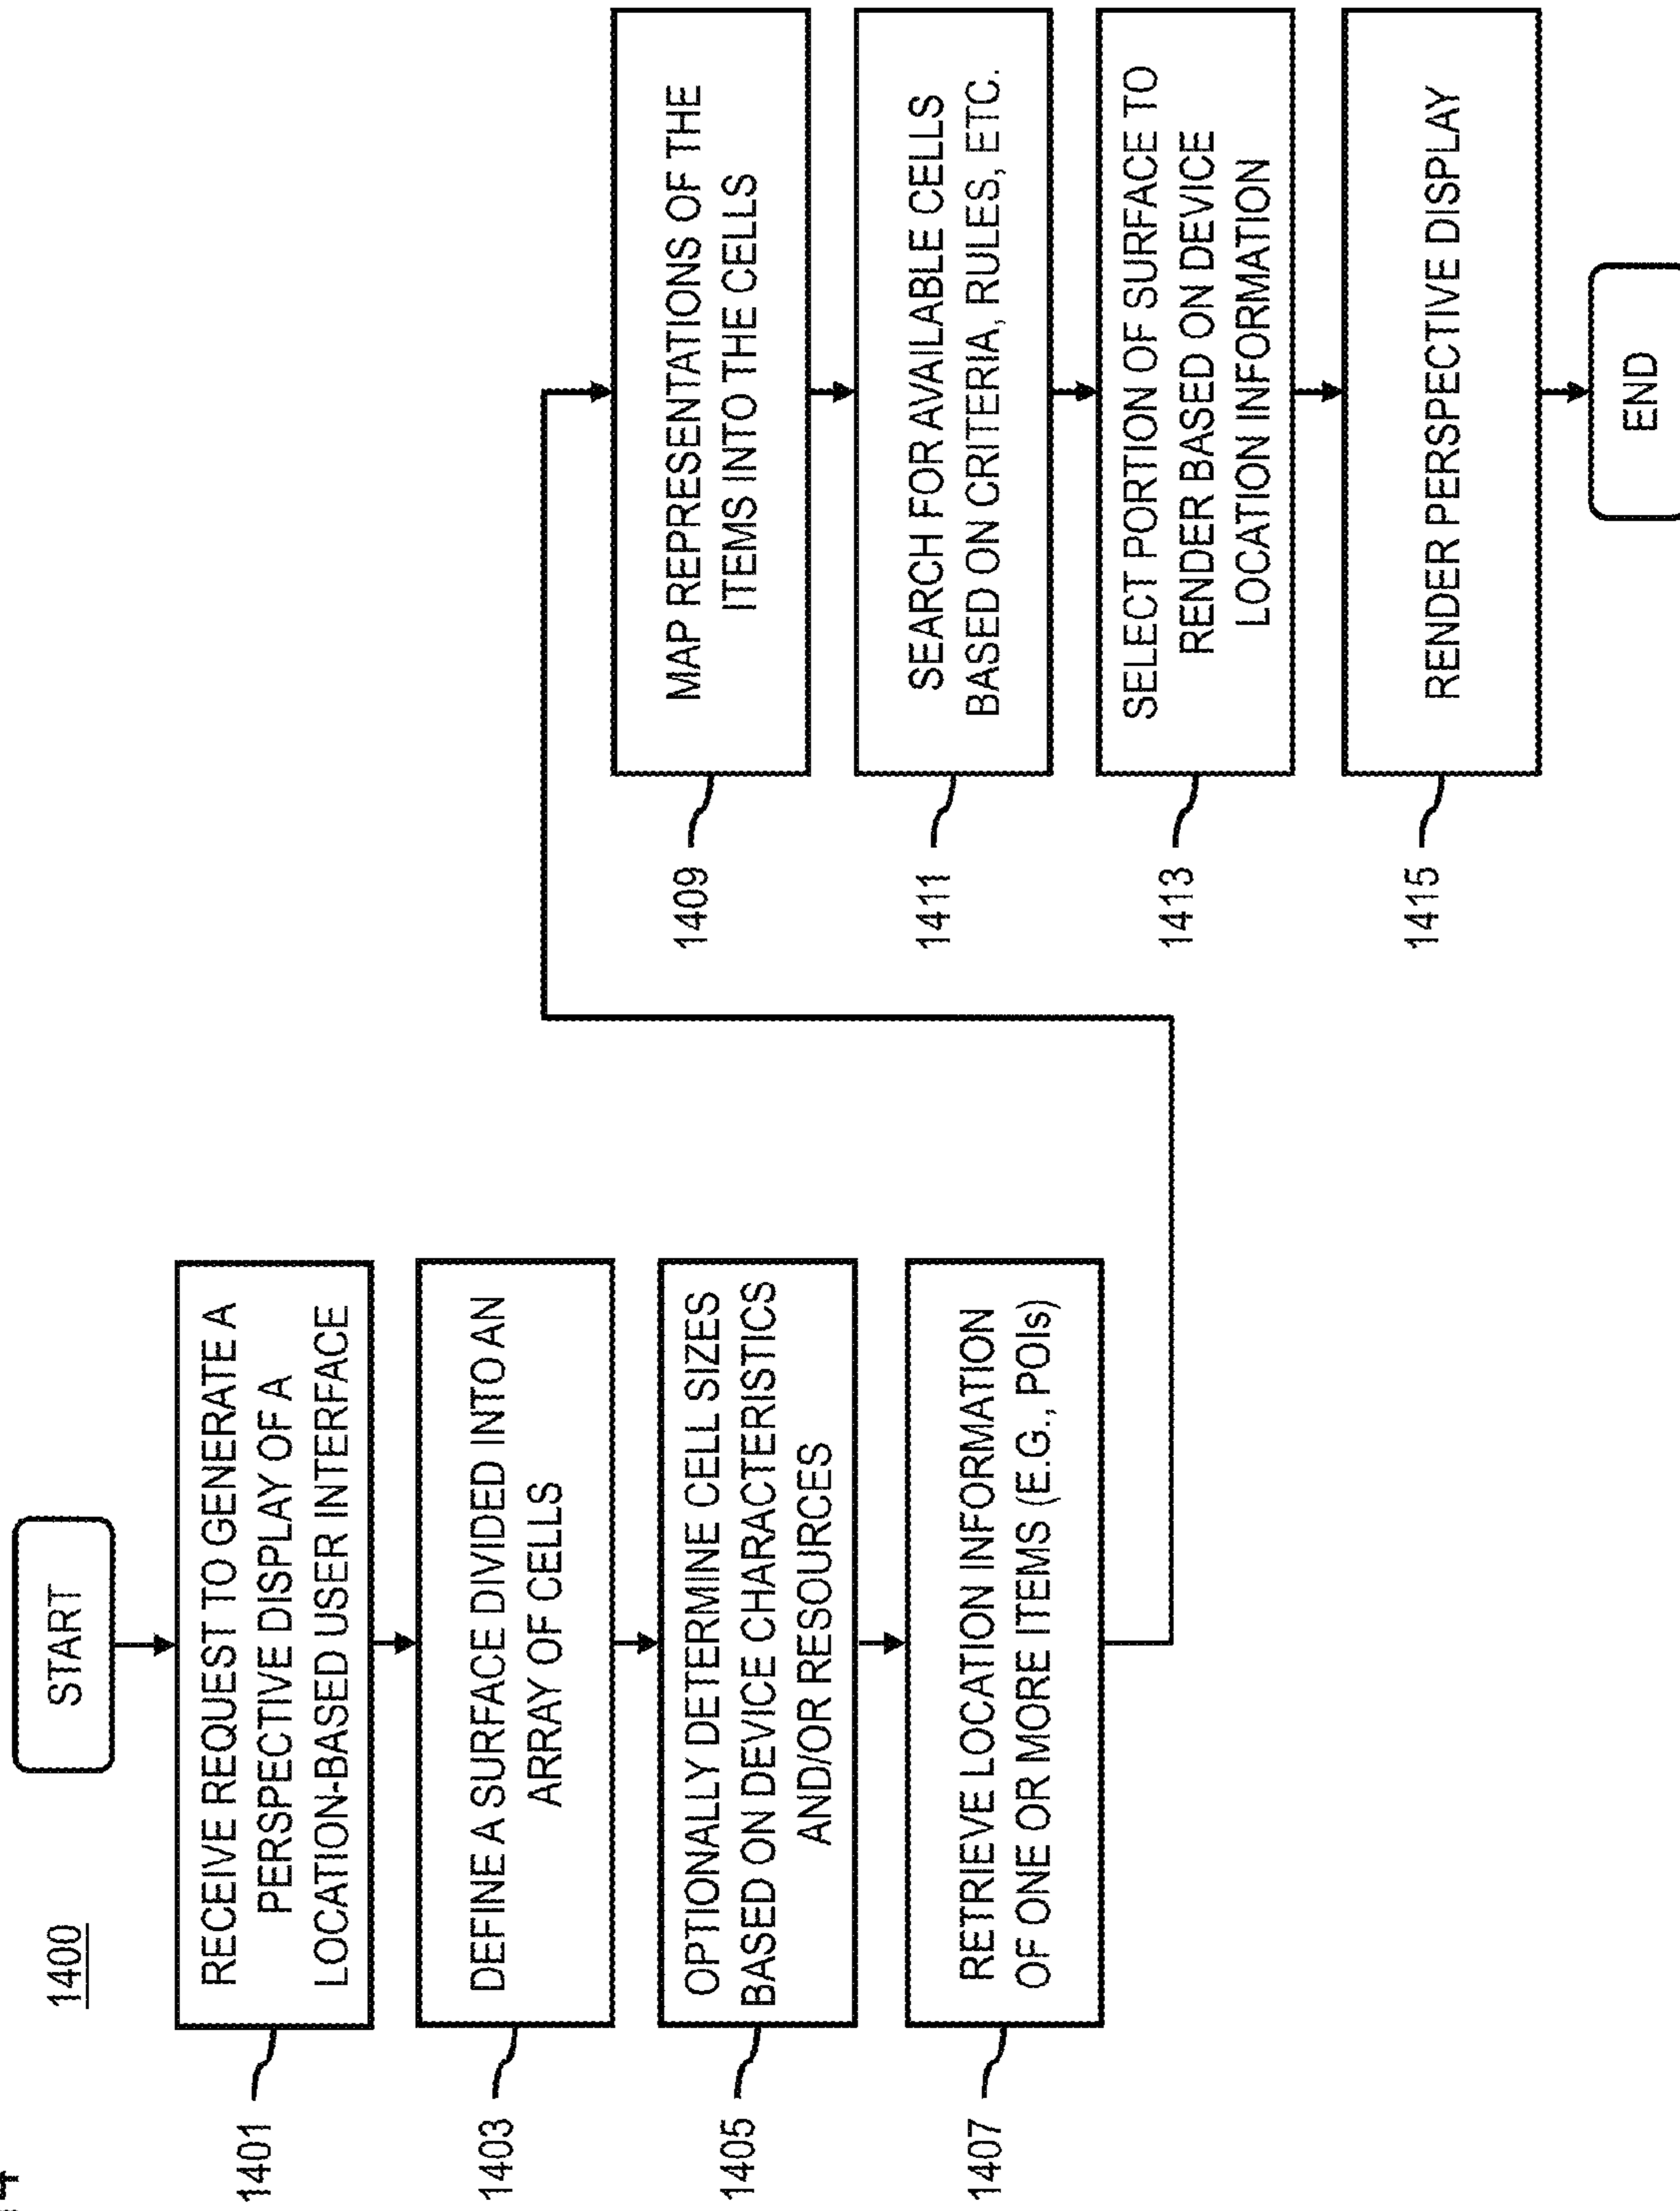 1400
START
1401
RECEIVE REQUEST TO GENERATE A
PERSPECTIVE DISPLAY OF A
LOCATION-BASED USER INTERFACE
1403
DEFINE A SURFACE DIVIDED INTO AN
ARRAY OF CELLS
1405
OPTIONALLY DETERMINE CELL SIZES
BASED ON DEVICE CHARACTERISTICS
AND/OR RESOURCES
1407
RETRIEVE LOCATION INFORMATION
OF ONE OR MORE ITEMS (E.G., POIs)
1409
MAP REPRESENTATIONS OF THE
ITEMS INTO THE CELLS
1411
SEARCH FOR AVAILABLE CELLS
BASED ON CRITERIA, RULES, ETC.
1413
SELECT PORTION OF SURFACE TO
RENDER BASED ON DEVICE
LOCATION INFORMATION
1415
RENDER PERSPECTIVE DISPLAY
END